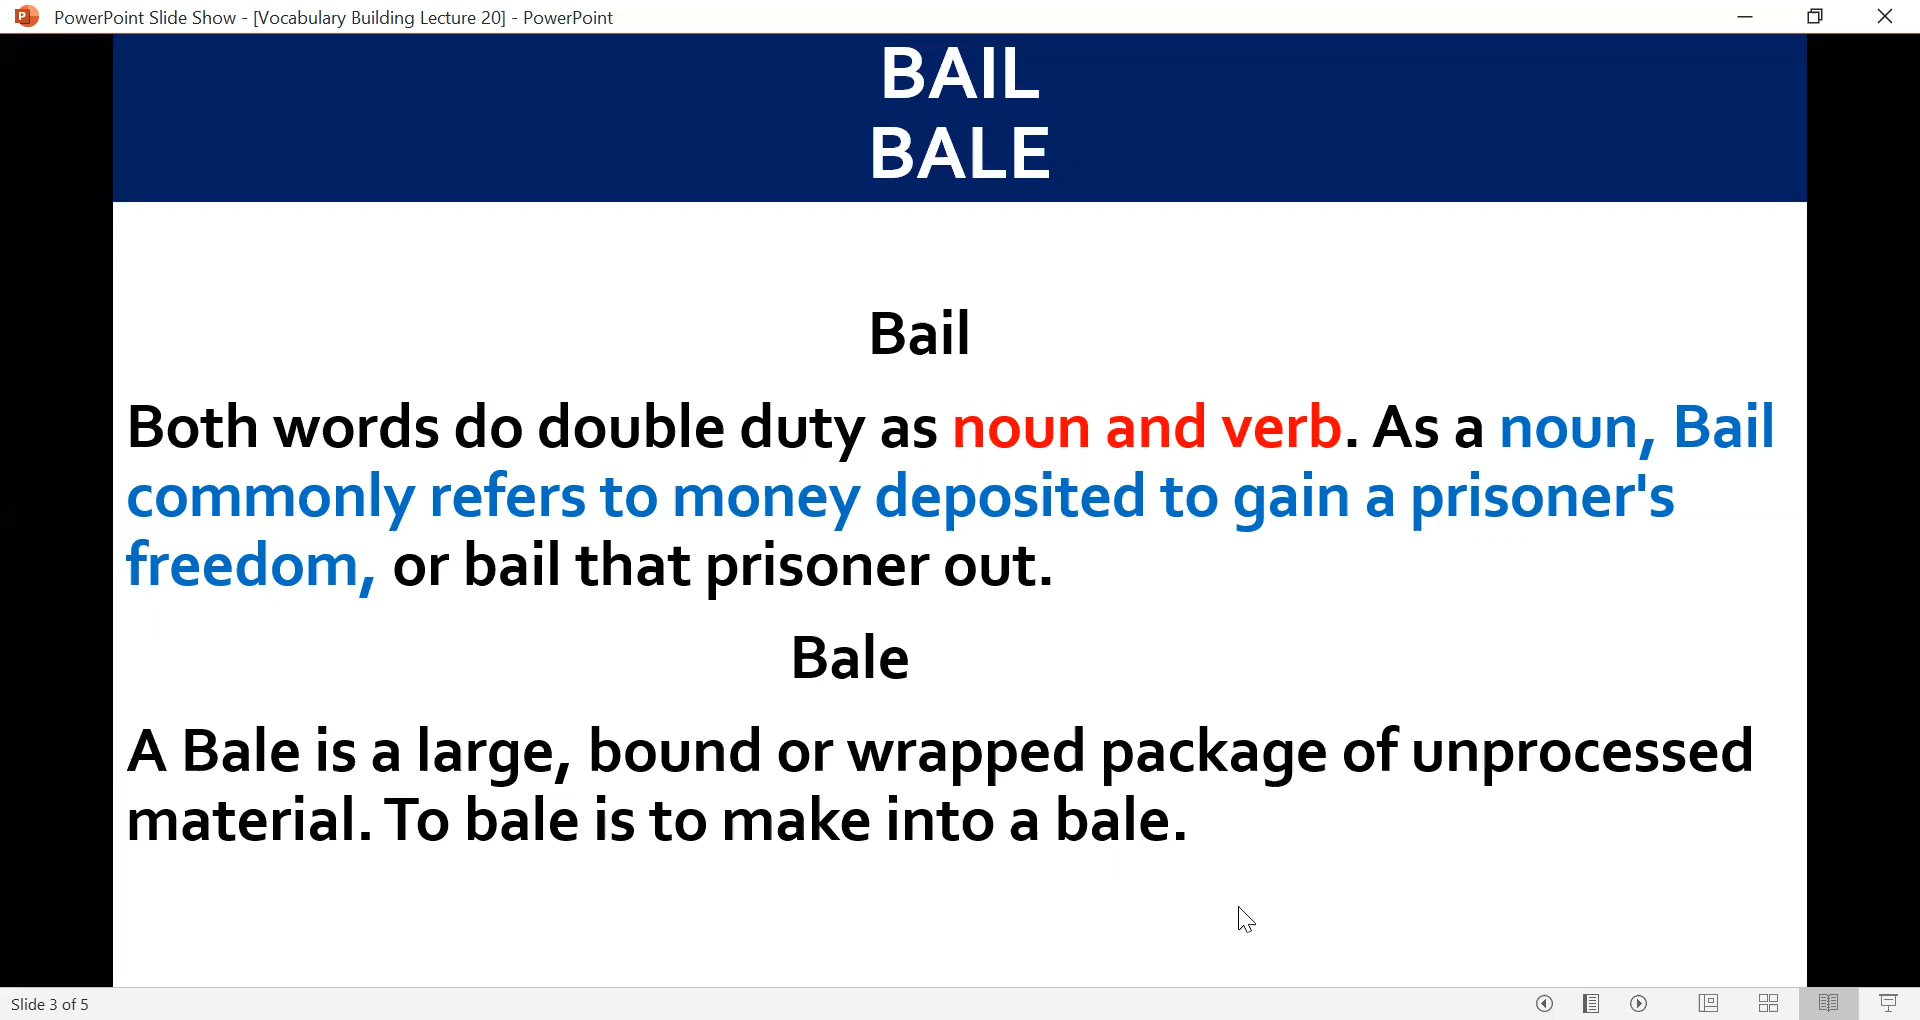 PowerPoint Slide Show - [Vocabulary Building Lecture 20] - PowerPoint
BAIL
BALE
Bail
Both words do double duty as noun and verb. As a noun, Bail
commonly refers to money deposited to gain a prisoner's
freedom, or bail that prisoner out.
Bale
A Bale is a large, bound or wrapped package of unprocessed
material. To bale is to make into a bale.
Slide 3 of 5